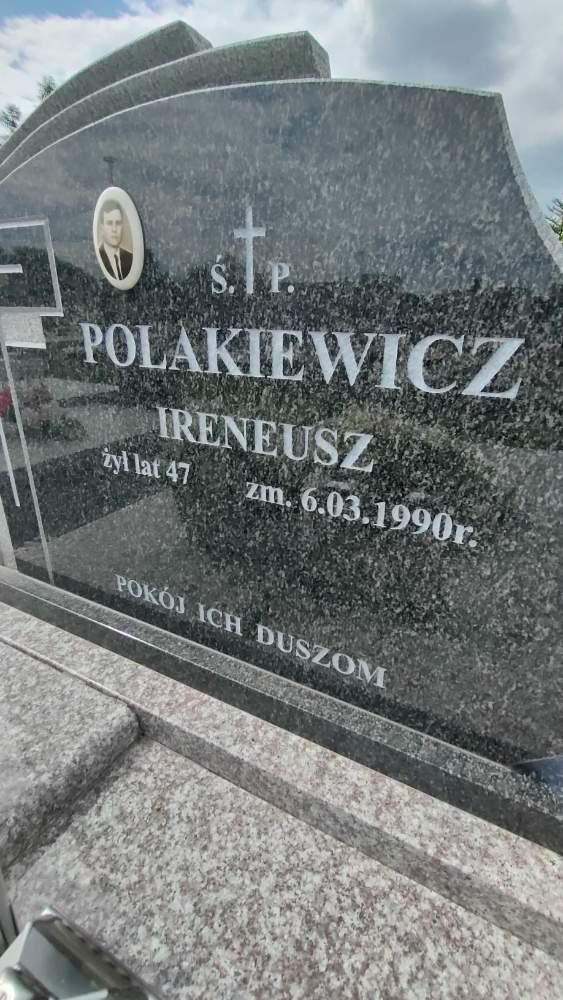 Ś. P.
POLAKIEWICZ
IRENEUSZ
żył lat 47 zm. 6.03.1990r.
POKÓJ ICH DUSZOM